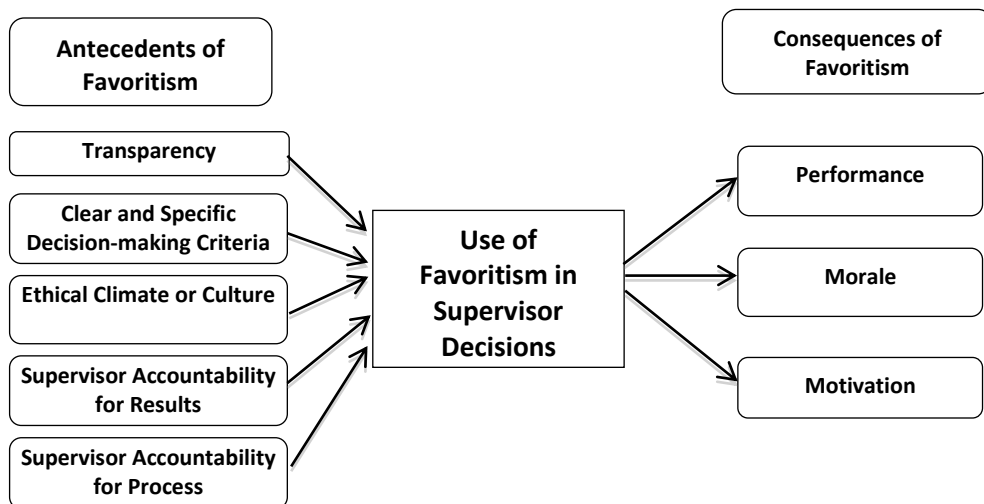 Antecedents of
Favoritism
Transparency
Clear and Specific
Decision-making Criteria
Ethical Climate or Culture
Supervisor Accountability
for Results
Supervisor Accountability
for Process
Use of
Favoritism in
Supervisor
Decisions
Consequences of
Favoritism
Performance
Morale
Motivation